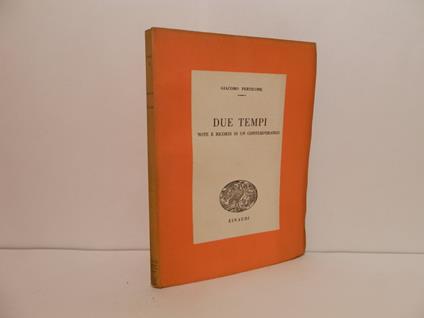 GIACOMO PERTICONE
DUE TEMPI
NOTE E RICORDI DI UN CONTEMPORANEO
EINAUDI